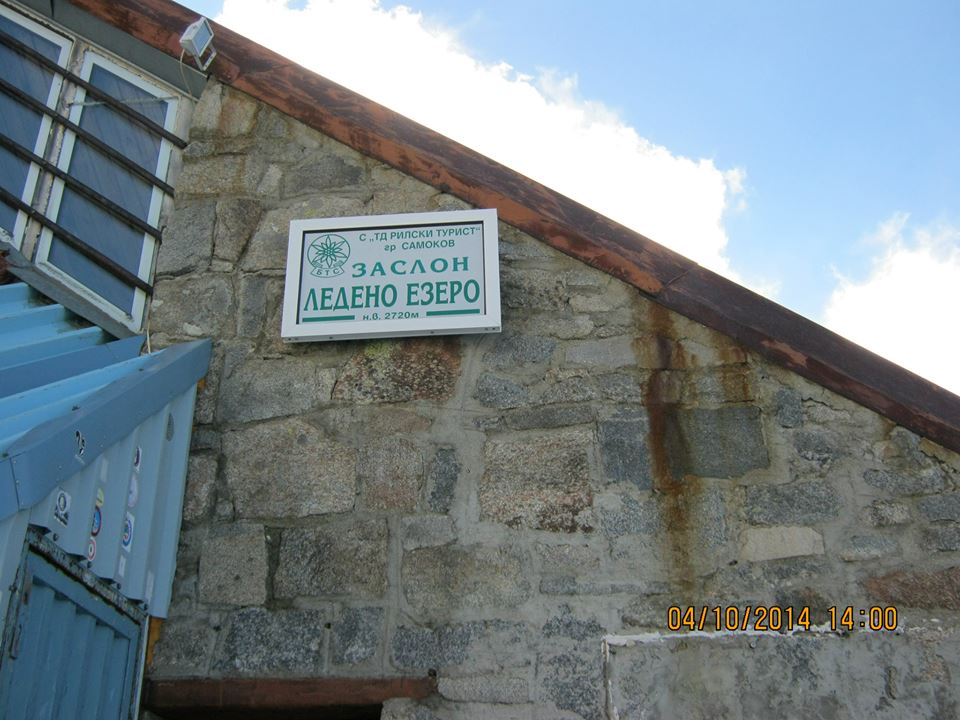 С „ТД РИЛСКИ ТУРИСТ“
гр САМОКОВ
БТС
ЗАСЛОН
ЛЕДЕНО ЕЗЕРО
н.в. 2720м
04/10/2014 14:00